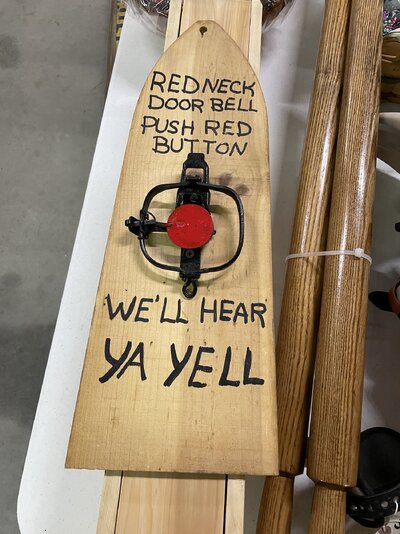 REDNECK
DOOR BELL
PUSH RED
BUTTON
WE'LL HEAR
YA YELL